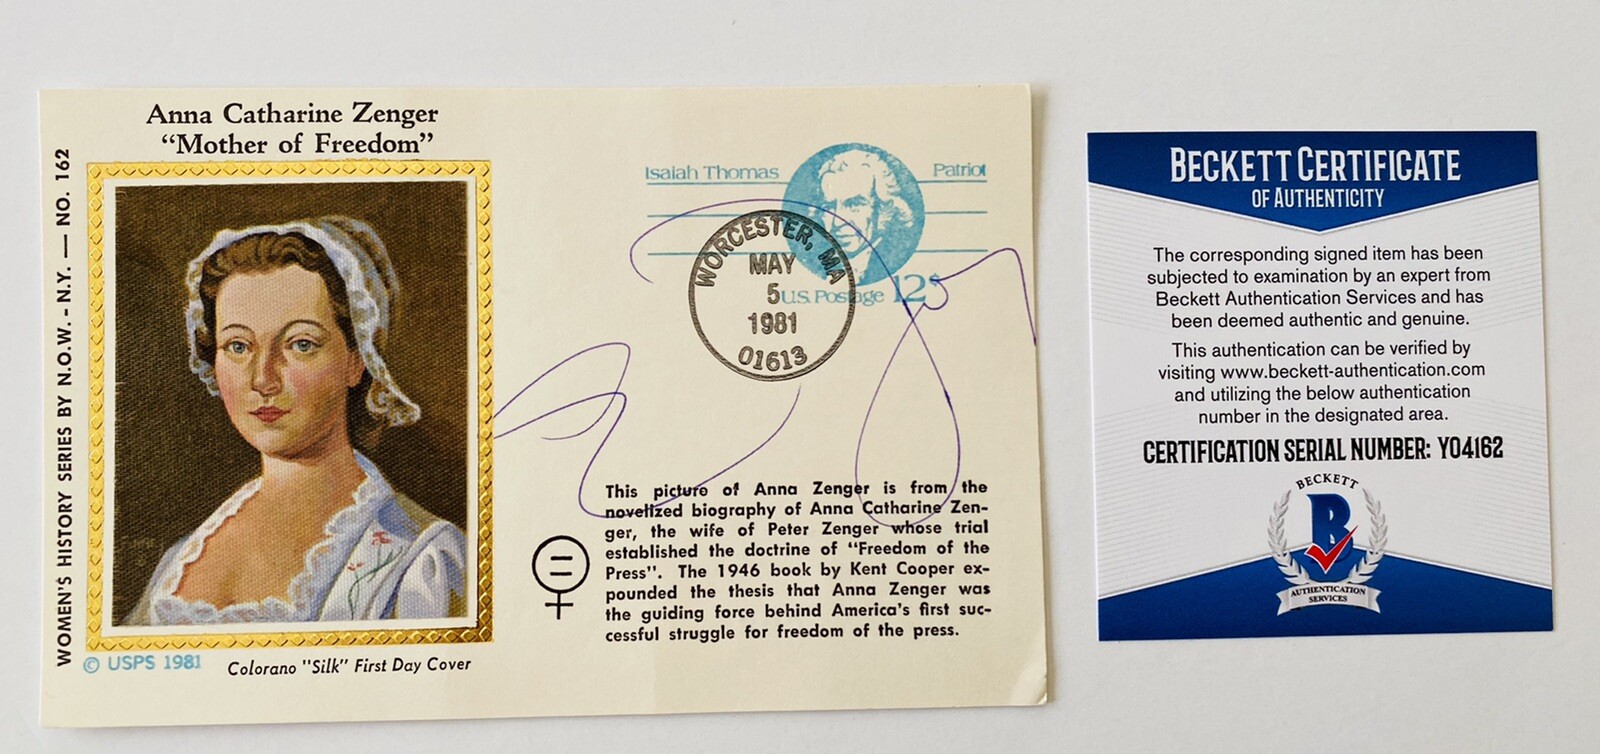 Anna Catharine Zenger
“Mother of Freedom”
WOMEN'S HISTORY SERIES BY N.O.W. - N.Y. — NO. 162
© USPS 1981
Colorano "Silk" First Day Cover
Isaiah Thomas
Patriot
U.S. Postage 12¢
WORCESTER, MA
MAY
5
1981
01613
This picture of Anna Zenger is from the
novelized biography of Anna Catharine Zen-
ger, the wife of Peter Zenger whose trial
established the doctrine of "Freedom of the
Press". The 1946 book by Kent Cooper ex-
pounded the thesis that Anna Zenger was
the guiding force behind America's first suc-
cessful struggle for freedom of the press.
BECKETT CERTIFICATE
OF AUTHENTICITY
The corresponding signed item has been
subjected to examination by an expert from
Beckett Authentication Services and has
been deemed authentic and genuine.
This authentication can be verified by
visiting www.beckett-authentication.com
and utilizing the below authentication
number in the designated area.
CERTIFICATION SERIAL NUMBER: Y04162
BECKETT
B
AUTHENTICATION
SERVICES